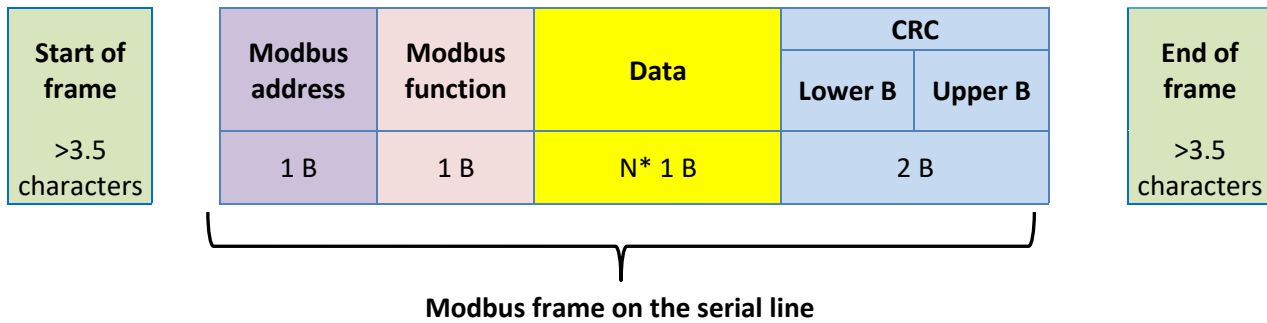 Start of
frame
>3.5
characters
Modbus
address
Modbus
function
Data
CRC
Lower B
Upper B
1 B
1 B
N* 1 B
2 B
End of
frame
>3.5
characters
Modbus frame on the serial line